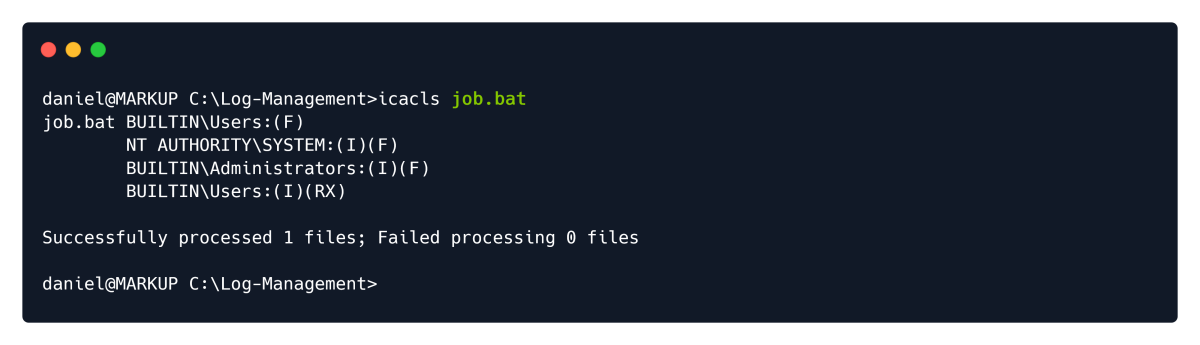 daniel@MARKUP C:\Log-Management>icacls job.bat
job.bat BUILTIN\Users:(F)
        NT AUTHORITY\SYSTEM:(I)(F)
        BUILTIN\Administrators:(I)(F)
        BUILTIN\Users:(I)(RX)
Successfully processed 1 files; Failed processing 0 files
daniel@MARKUP C:\Log-Management>